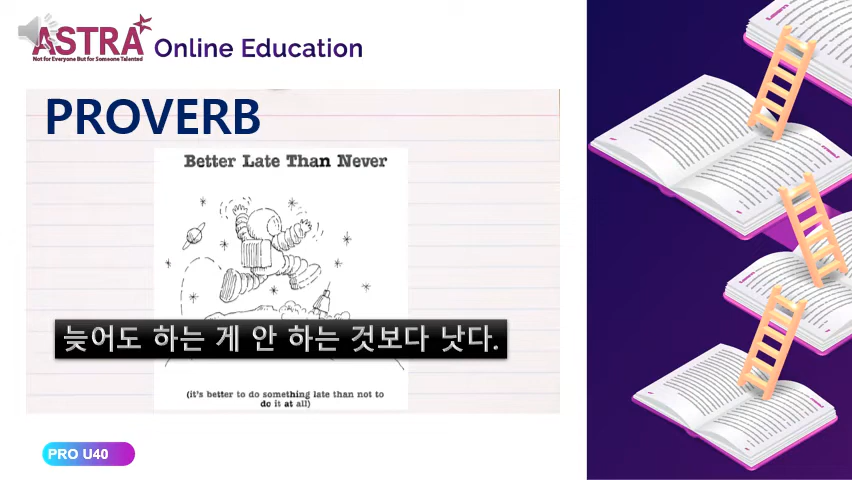 ASTRA
Not for Everyone But for Someone Talented
Online Education
PROVERB
Better Late Than Never
늦어도 하는 게 안 하는 것보다 낫다.
(it's better to do something late than not to
do it at all)
PRO U40